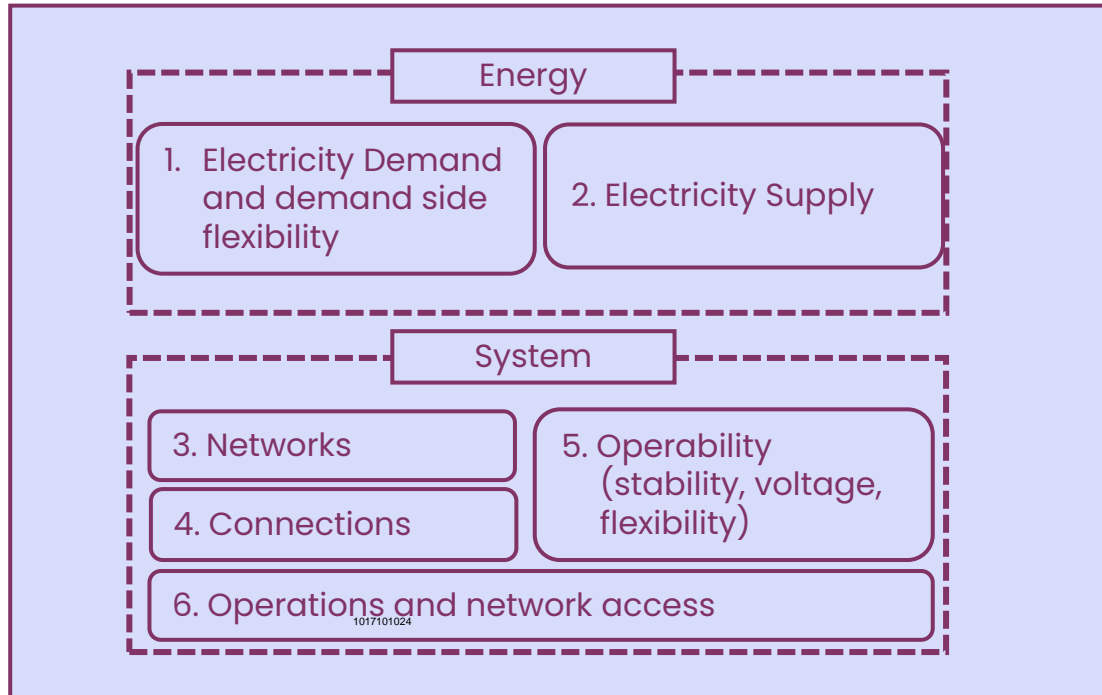 Energy
1. Electricity Demand
and demand side
flexibility
2. Electricity Supply
System
3. Networks
4. Connections
5. Operability
(stability, voltage,
flexibility)
6. Operations and network access
1017101024